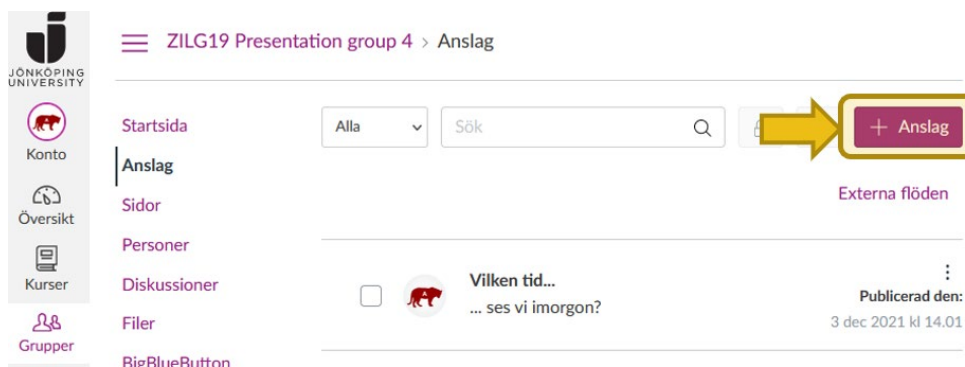 JÖNKÖPING
UNIVERSITY
Konto
Översikt
Kurser
Grupper
ZILG19 Presentation group 4 > Anslag
Startsida
Anslag
Sidor
Personer
Diskussioner
Filer
BigBlueButton
Alla
Sök
+ Anslag
Externa flöden
Vilken tid...
... ses vi imorgon?
Publicerad den:
3 dec 2021 kl 14.01